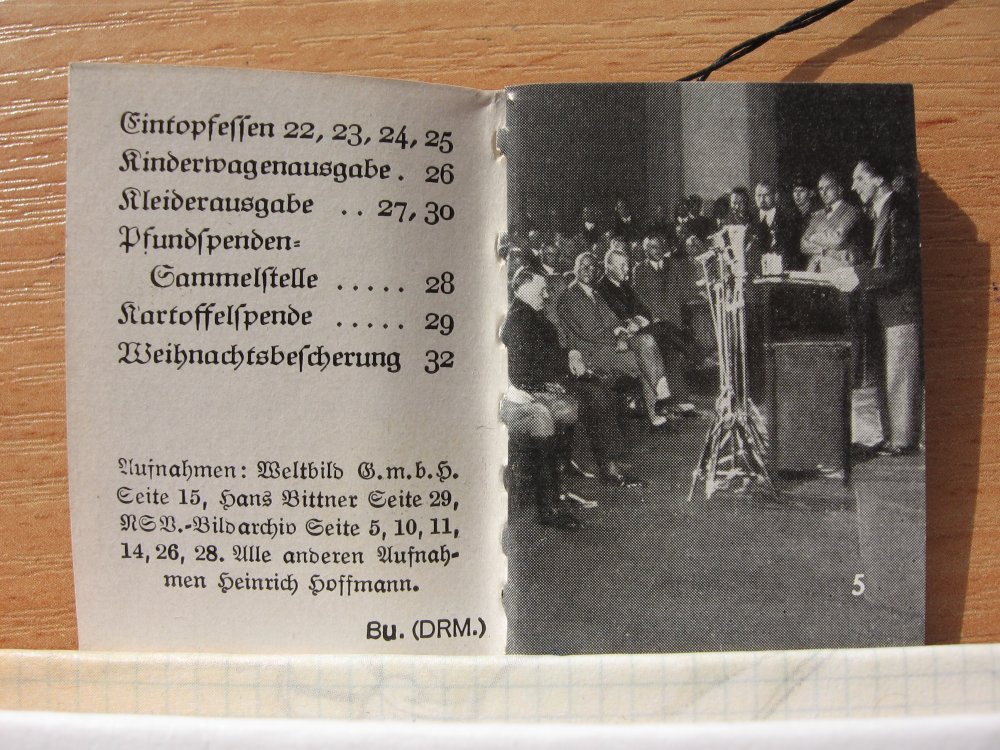 Eintopfessen 22, 23, 24, 25
Kinderwagenausgabe . 26
Kleiderausgabe .. 27, 30
Pfundspenden-
Sammelstelle ..... 28
Kartoffelspende ..... 29
Weihnachtsbescherung 32
Aufnahmen: Weltbild G.m.b.H.
Seite 15, Hans Bittner Seite 29,
NSV.-Bildarchiv Seite 5, 10, 11,
14, 26, 28. Alle anderen Aufnah-
men Heinrich Hoffmann.
Bu. (DRM.)
5